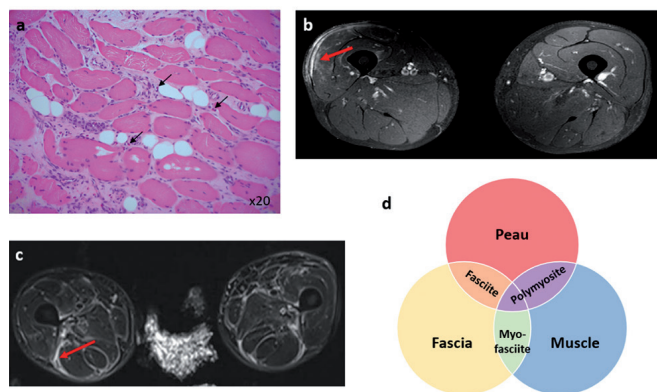 a
x20
b
c
d
Peau
Fasciite
Polymyosite
Fascia
Myo-
fasciite
Muscle